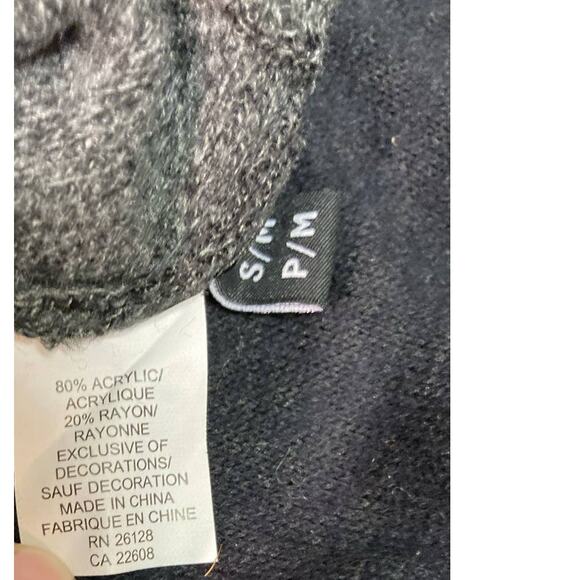 S/M
P/M
80% ACRYLIC/
ACRYLIQUE
20% RAYON/
RAYONNE
EXCLUSIVE OF
DECORATIONS/
SAUF DECORATION
MADE IN CHINA
FABRIQUE EN CHINE
RN 26128
CA 22608